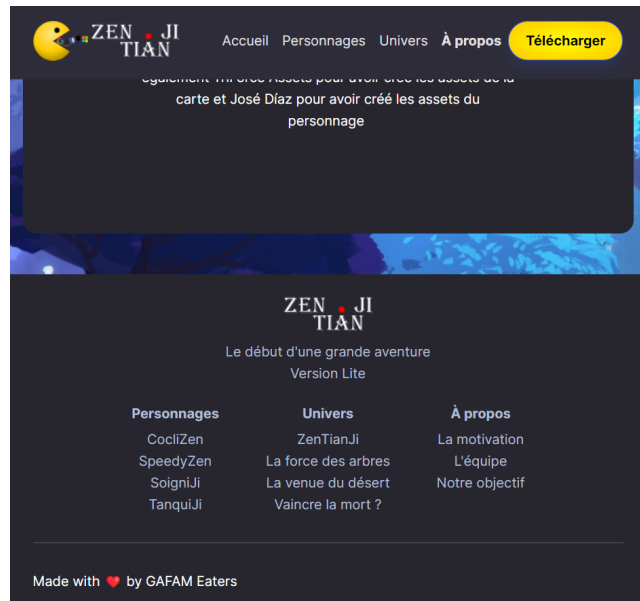 ZEN JI
TIAN
Accueil Personnages Univers À propos Télécharger
carte et José Díaz pour avoir créé les assets du
personnage
ZEN JI
TIAN
Le début d'une grande aventure
Version Lite
Personnages Univers À propos
CocliZen ZenTianJi La motivation
SpeedyZen La force des arbres L'équipe
SoigniJi La venue du désert Notre objectif
TanquiJi Vaincre la mort ?
Made with ❤️ by GAFAM Eaters